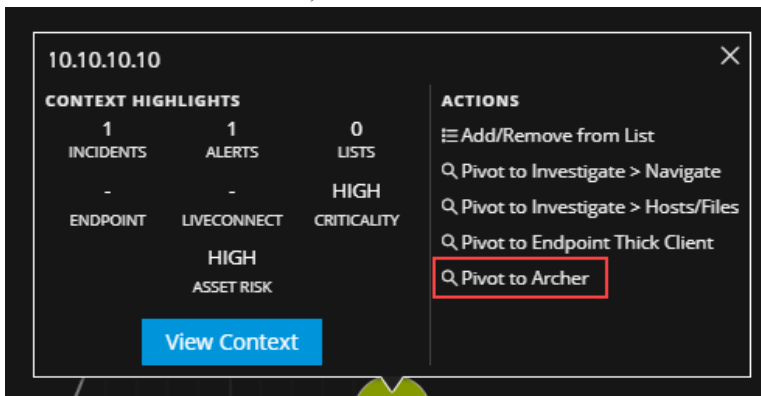 10.10.10.10
CONTEXT HIGHLIGHTS
1 1 0
INCIDENTS ALERTS LISTS
- - HIGH
ENDPOINT LIVECONNECT CRITICALITY
HIGH
ASSET RISK
View Context
ACTIONS
Add/Remove from List
Pivot to Investigate > Navigate
Pivot to Investigate > Hosts/Files
Pivot to Endpoint Thick Client
Pivot to Archer